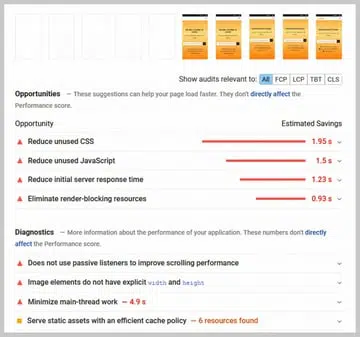 Show audits relevant to: All FCP LCP TBT CLS
Opportunities — These suggestions can help your page load faster. They don't directly affect the
Performance score.
Opportunity Estimated Savings
Reduce unused CSS 1.95 s
Reduce unused JavaScript 1.5 s
Reduce initial server response time 1.23 s
Eliminate render-blocking resources 0.93 s
Diagnostics — More information about the performance of your application. These numbers don't directly
affect the Performance score.
Does not use passive listeners to improve scrolling performance
Image elements do not have explicit width and height
Minimize main-thread work — 4.9 s
Serve static assets with an efficient cache policy — 6 resources found